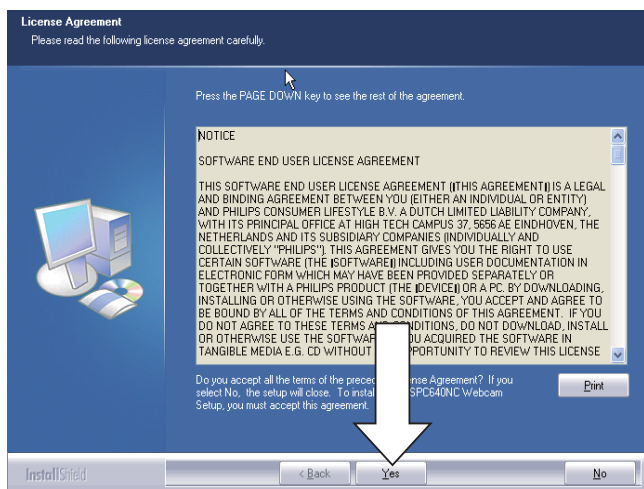 License Agreement
Please read the following license agreement carefully.
Press the PAGE DOWN key to see the rest of the agreement.
NOTICE
SOFTWARE END USER LICENSE AGREEMENT
THIS SOFTWARE END USER LICENSE AGREEMENT (THIS AGREEMENT) IS A LEGAL
AND BINDING AGREEMENT BETWEEN YOU (EITHER AN INDIVIDUAL OR ENTITY)
AND PHILIPS CONSUMER LIFESTYLE B.V. A DUTCH LIMITED LIABILITY COMPANY,
WITH ITS PRINCIPAL OFFICE AT HIGH TECH CAMPUS 37, 5656 AE EINDHOVEN, THE
NETHERLANDS AND ITS SUBSIDIARY COMPANIES (INDIVIDUALLY AND
COLLECTIVELY "PHILIPS"). THIS AGREEMENT GIVES YOU THE RIGHT TO USE
CERTAIN SOFTWARE (THE SOFTWARE) INCLUDING USER DOCUMENTATION IN
ELECTRONIC FORM WHICH MAY HAVE BEEN PROVIDED SEPARATELY OR
TOGETHER WITH A PHILIPS PRODUCT (THE DEVICE) OR A PC. BY DOWNLOADING,
INSTALLING OR OTHERWISE USING THE SOFTWARE, YOU ACCEPT AND AGREE TO
BE BOUND BY ALL OF THE TERMS AND CONDITIONS OF THIS AGREEMENT. IF YOU
DO NOT AGREE TO THESE TERMS AND CONDITIONS, DO NOT DOWNLOAD, INSTALL
OR OTHERWISE USE THE SOFTWARE. YOU ACQUIRED THE SOFTWARE IN
TANGIBLE MEDIA E.G. CD WITHOUT OPPORTUNITY TO REVIEW THIS LICENSE
Do you accept all the terms of the preceding License Agreement? If you
select No, the setup will close. To install SPC640NC Webcam
Setup, you must accept this agreement.
Print
InstallShield
< Back
Yes
No